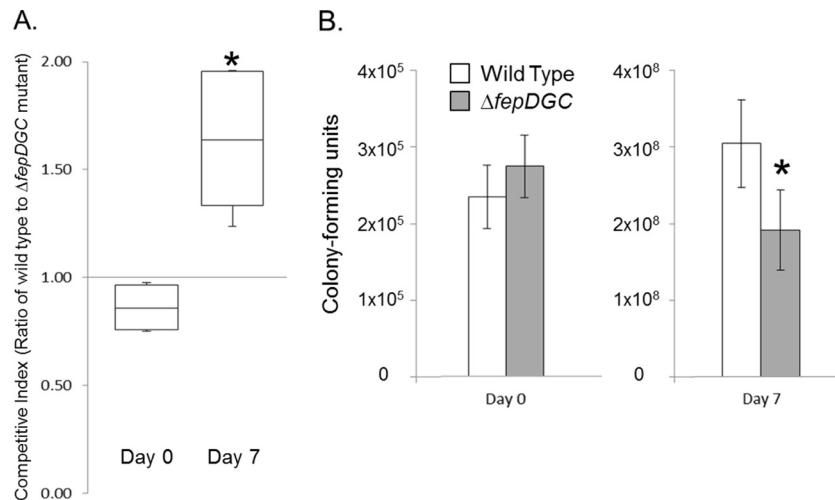 A.
Competitive Index (Ratio of wild type to ΔfepDGC mutant)
2.00
1.50
1.00
0.50
0.00
*
Day 0
Day 7
B.
Colony-forming units
4x10⁵
3x10⁵
2x10⁵
1x10⁵
0
Wild Type
ΔfepDGC
Day 0
4x10⁸
3x10⁸
2x10⁸
1x10⁸
0
*
Day 7